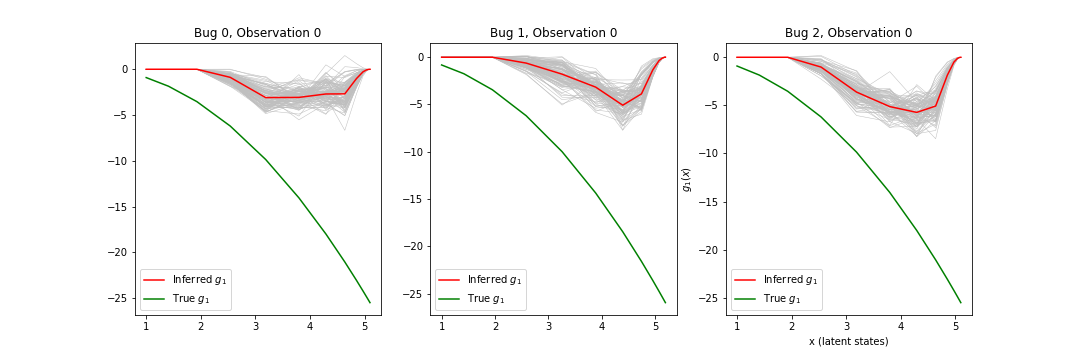 Bug 0, Observation 0
0
−5
−10
−15
−20
−25
1 2 3 4 5
Inferred g₁
True g₁
Bug 1, Observation 0
0
−5
−10
−15
−20
−25
1 2 3 4 5
Inferred g₁
True g₁
Bug 2, Observation 0
g₁(x)
0
−5
−10
−15
−20
−25
1 2 3 4 5
x (latent states)
Inferred g₁
True g₁